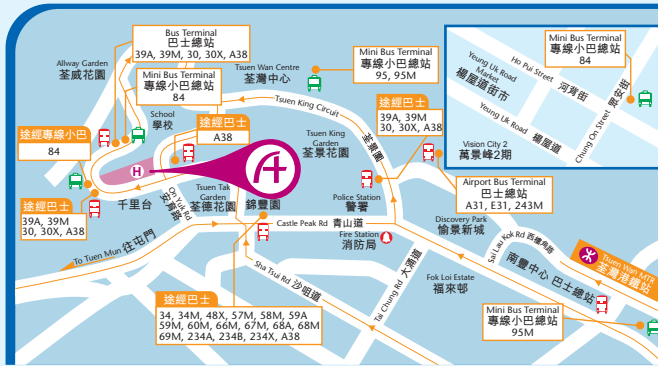 Bus Terminal
巴士總站
39A, 39M, 30, 30X, A38
Allway Garden
荃威花園
Mini Bus Terminal
專線小巴總站
84
School
學校
途經專線小巴
84
途經巴士
A38
H
途經巴士
39A, 39M
30, 30X, A38
千里台
On Yuk Rd
安育路
Tsuen Tak
Garden
荃德花園
錦豐園
Tsuen Wan Centre
荃灣中心
Mini Bus Terminal
專線小巴總站
95, 95M
Tsuen King Circuit
荃景圍
途經巴士
39A, 39M
30, 30X, A38
Tsuen King
Garden
荃景花園
Police Station
警署
Castle Peak Rd 青山道
Fire Station
消防局
To Tuen Mun 往屯門
Sha Tsui Rd 沙咀道
途經巴士
34, 34M, 48X, 57M, 58M, 59A
59M, 60M, 66M, 67M, 68A, 68M
69M, 234A, 234B, 234X, A38
Tai Chung Rd 大涌道
Fok Loi Estate
福來邨
Airport Bus Terminal
巴士總站
A31, E31, 243M
Discovery Park
愉景新城
Sai Lau Kok Rd 西樓角路
南豐中心 巴士總站
Tsuen Wan MTR
荃灣港鐵站
Mini Bus Terminal
專線小巴總站
95M
Mini Bus Terminal
專線小巴總站
84
Yeung Uk Road
Market
楊屋道街市
Ho Pui Street 河背街
Yeung Uk Road 楊屋道
Chung On Street 眾安街
Vision City 2
萬景峰2期